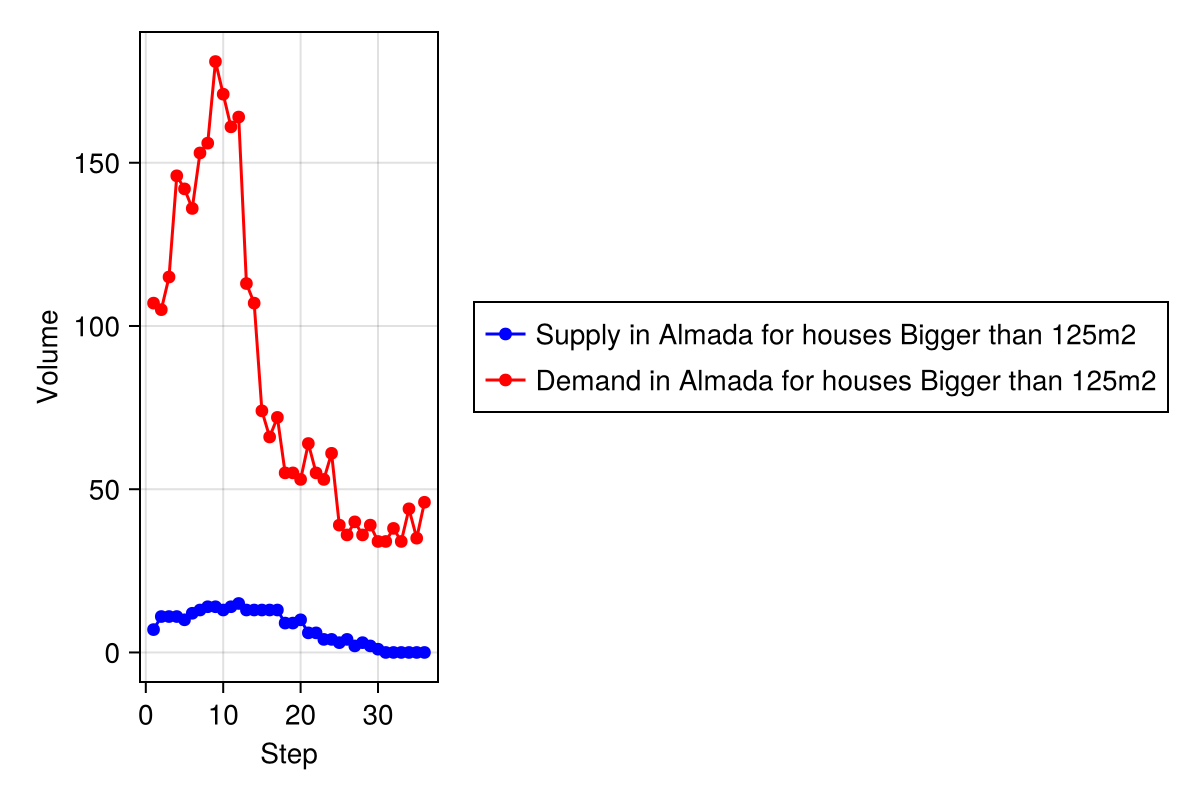 150
100
50
0
Volume
0 10 20 30
Step
Supply in Almada for houses Bigger than 125m2
Demand in Almada for houses Bigger than 125m2